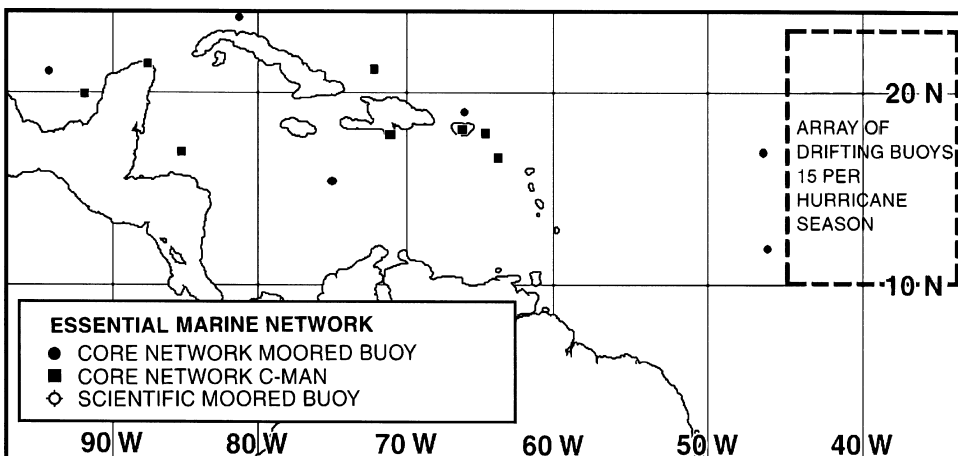 20 N
ARRAY OF
DRIFTING BUOYS
15 PER
HURRICANE
SEASON
10 N
ESSENTIAL MARINE NETWORK
CORE NETWORK MOORED BUOY
CORE NETWORK C-MAN
SCIENTIFIC MOORED BUOY
90 W 80 W 70 W 60 W 50 W 40 W